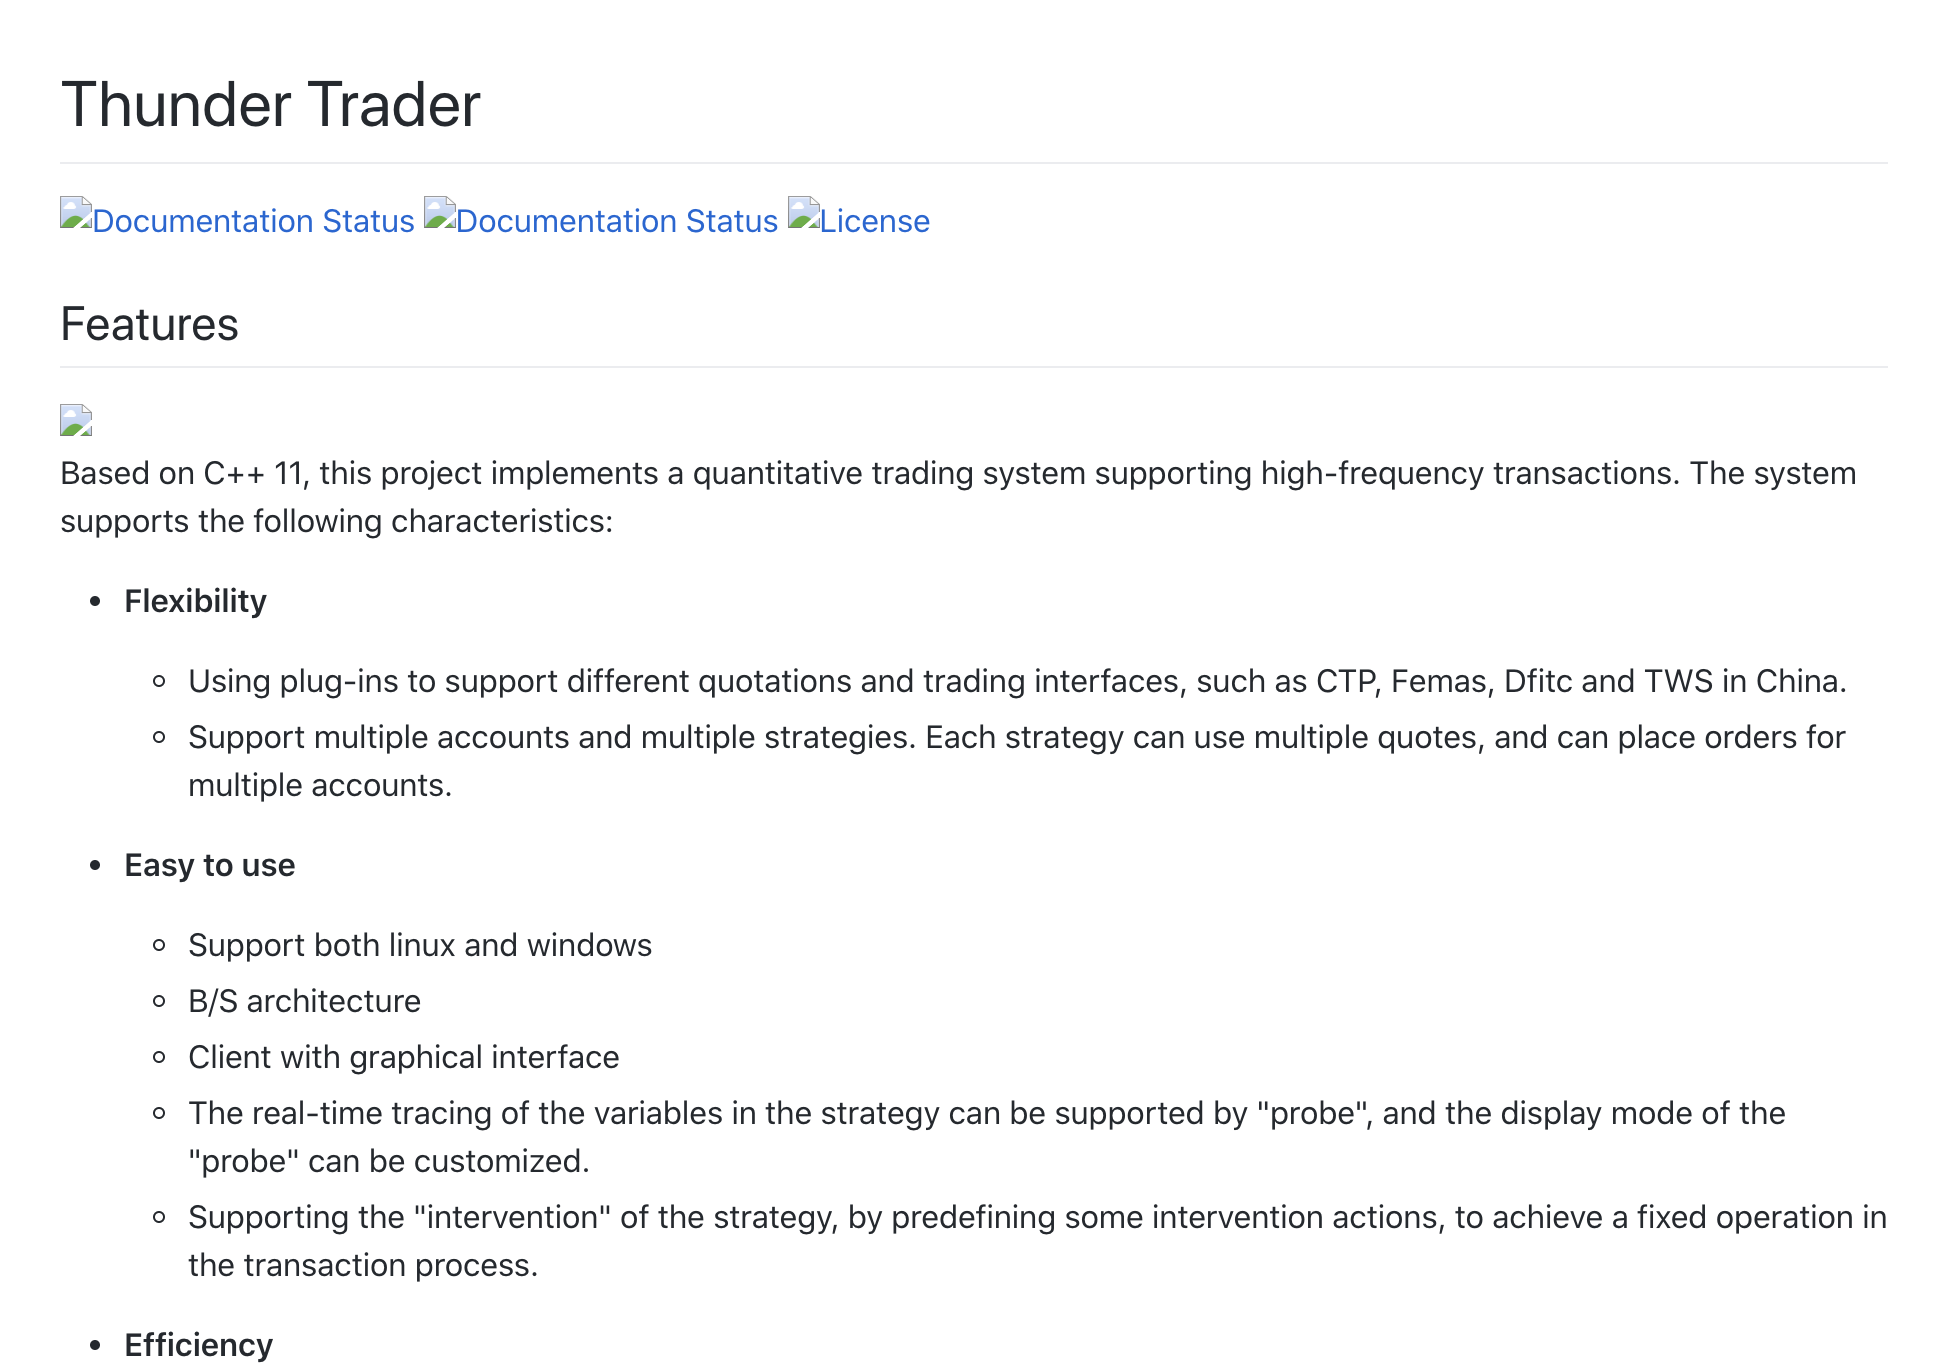 Thunder Trader
Documentation Status Documentation Status License
Features
Based on C++ 11, this project implements a quantitative trading system supporting high-frequency transactions. The system
supports the following characteristics:
• Flexibility
◦ Using plug-ins to support different quotations and trading interfaces, such as CTP, Femas, Dfitc and TWS in China.
◦ Support multiple accounts and multiple strategies. Each strategy can use multiple quotes, and can place orders for
multiple accounts.
• Easy to use
◦ Support both linux and windows
◦ B/S architecture
◦ Client with graphical interface
◦ The real-time tracing of the variables in the strategy can be supported by "probe", and the display mode of the
"probe" can be customized.
◦ Supporting the "intervention" of the strategy, by predefining some intervention actions, to achieve a fixed operation in
the transaction process.
• Efficiency